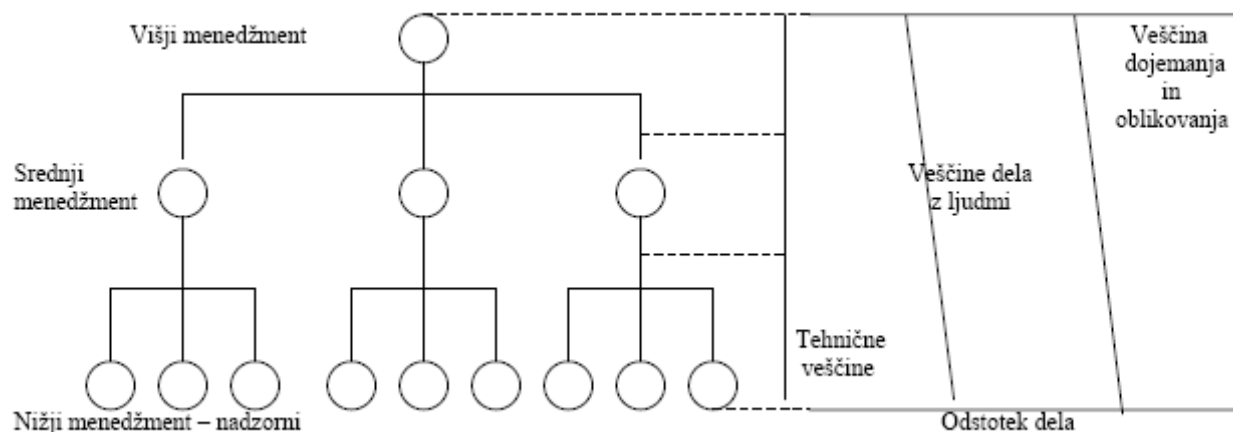 Višji menedžment
Veščina
dojemanja
in
oblikovanja
Srednji
menedžment
Veščine dela
z ljudmi
Tehnične
veščine
Nižji menedžment – nadzorni
Odstotek dela